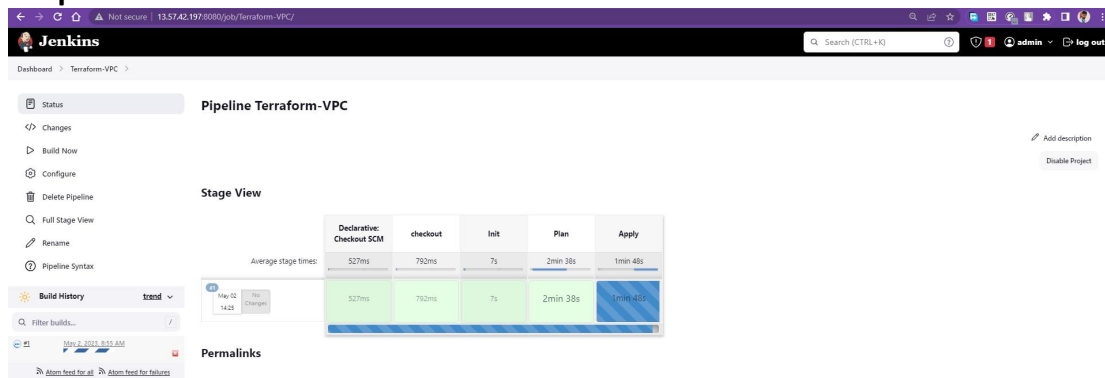 Not secure | 13.57.42.197:8080/job/Terraform-VPC/
Jenkins
Search (CTRL+K)
1
admin
log out
Dashboard > Terraform-VPC >
Status
Changes
Build Now
Configure
Delete Pipeline
Full Stage View
Rename
Pipeline Syntax
Build History
trend
Filter builds...
/
#1
May 2, 2023, 8:55 AM
Atom feed for all
Atom feed for failures
Pipeline Terraform-VPC
Add description
Disable Project
Stage View
Declarative:
Checkout SCM
checkout
Init
Plan
Apply
Average stage times:
527ms
792ms
7s
2min 38s
1min 48s
#1
May 02
14:25
No
Changes
527ms
792ms
7s
2min 38s
1min 48s
Permalinks